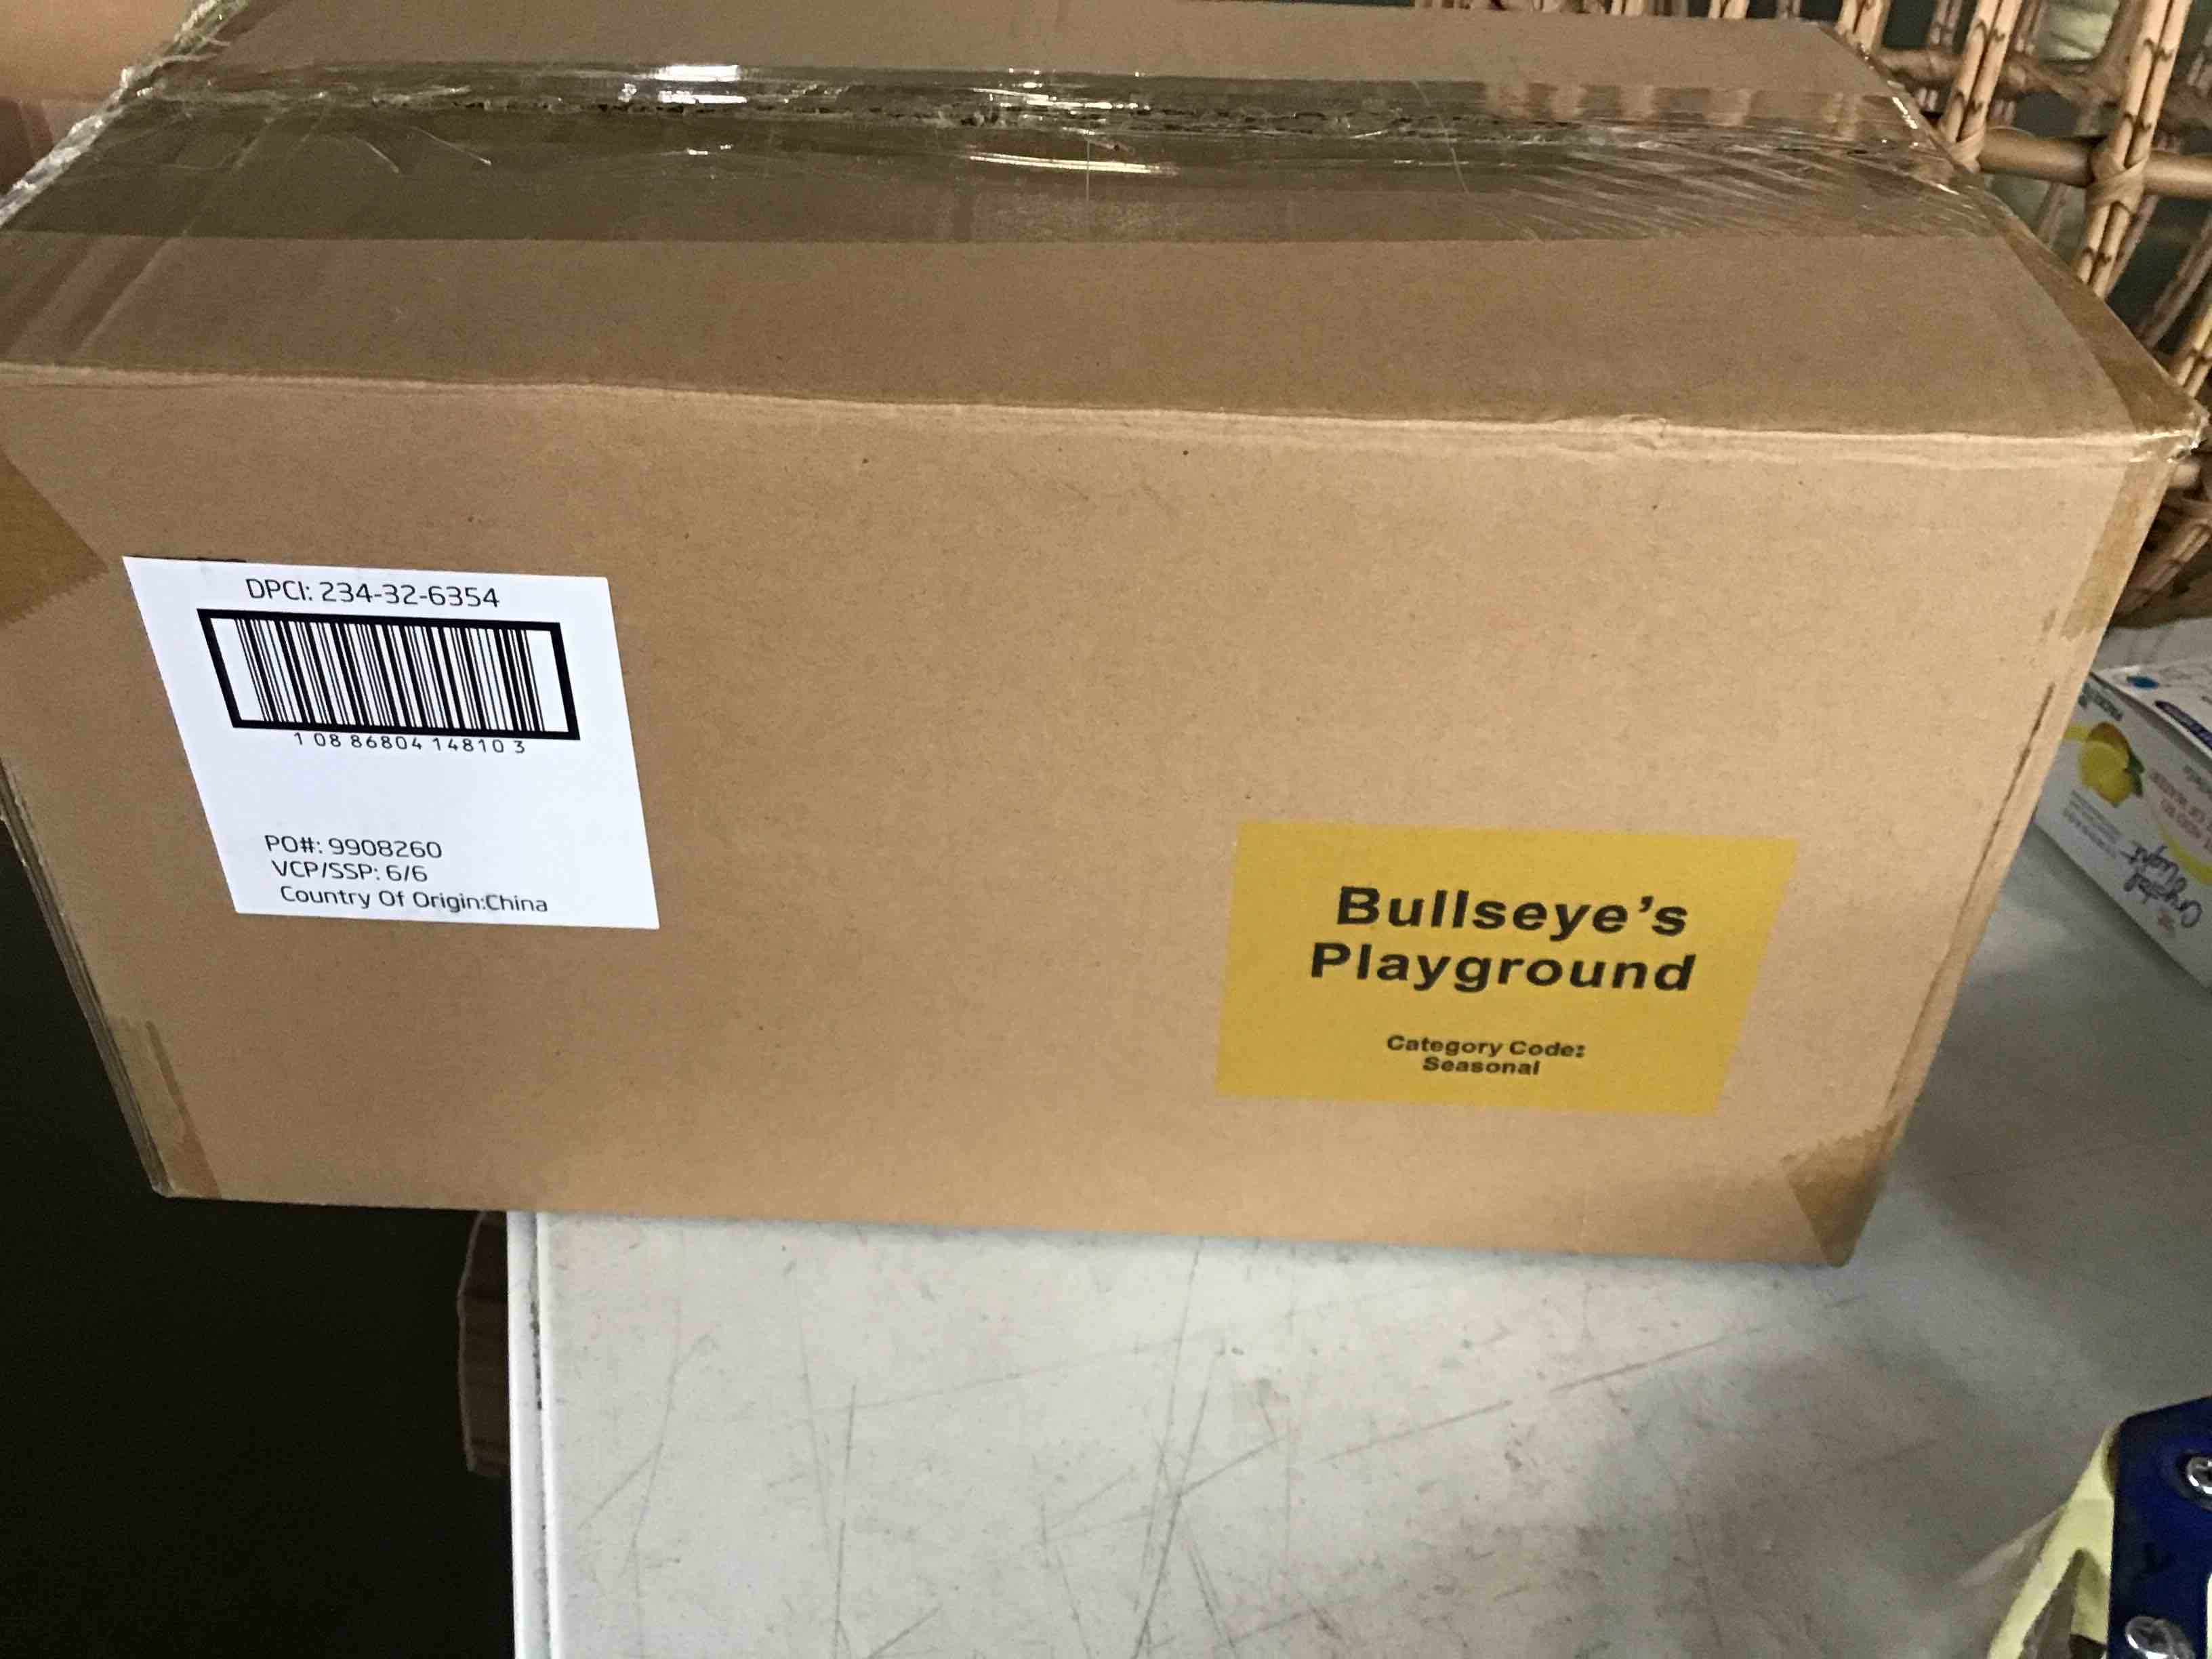 DPCI: 234-32-6354
1 08 86804 14810 3
PO#: 9908260
VCP/SSP: 6/6
Country Of Origin:China
Bullseye's
Playground
Category Code:
Seasonal